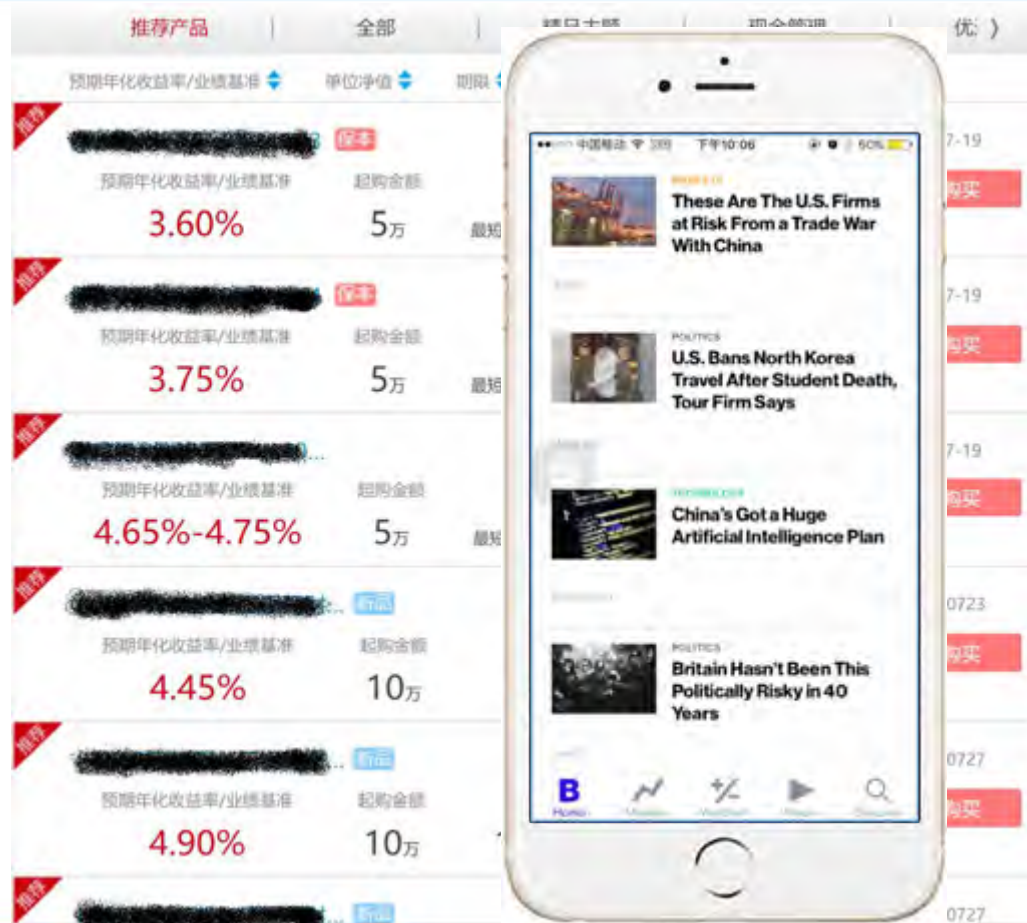 推荐产品
全部
优
预期年化收益率/业绩基准
单位净值
期限
推荐
保本
7-19
预期年化收益率/业绩基准
起购金额
购买
3.60%
5万
最短
推荐
保本
7-19
预期年化收益率/业绩基准
起购金额
购买
3.75%
5万
最短
推荐
...
7-19
预期年化收益率/业绩基准
起购金额
购买
4.65%-4.75%
5万
最短
推荐
... 新品
0723
预期年化收益率/业绩基准
起购金额
购买
4.45%
10万
推荐
... 新品
0727
预期年化收益率/业绩基准
起购金额
购买
4.90%
10万
推荐
... 新品
0727
中国移动
下午10:06
50%
These Are The U.S. Firms
at Risk From a Trade War
With China
POLITICS
U.S. Bans North Korea
Travel After Student Death,
Tour Firm Says
China's Got a Huge
Artificial Intelligence Plan
POLITICS
Britain Hasn't Been This
Politically Risky in 40
Years
B
Home